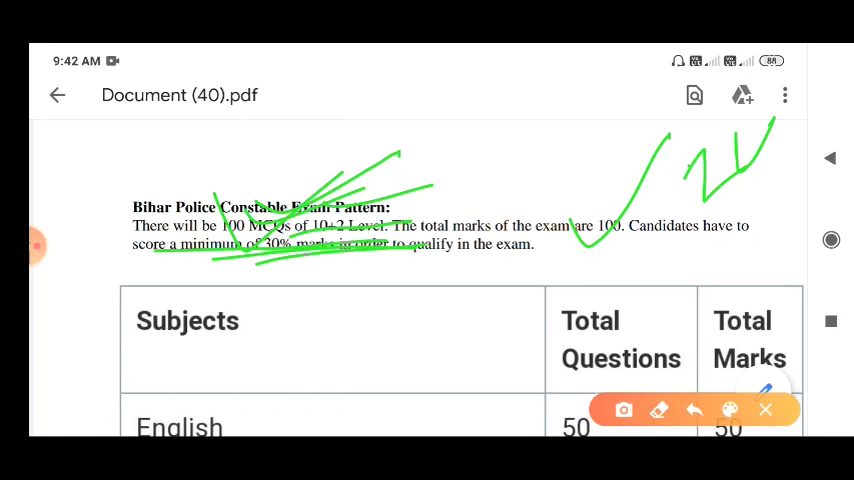 9:42 AM
88
Document (40).pdf
Bihar Police Constable Exam Pattern:
There will be 100 MCQs of 10+2 Level. The total marks of the exam are 100. Candidates have to
score a minimum of 30% marks in order to qualify in the exam.
Subjects
Total
Questions
Total
Marks
English
50
50